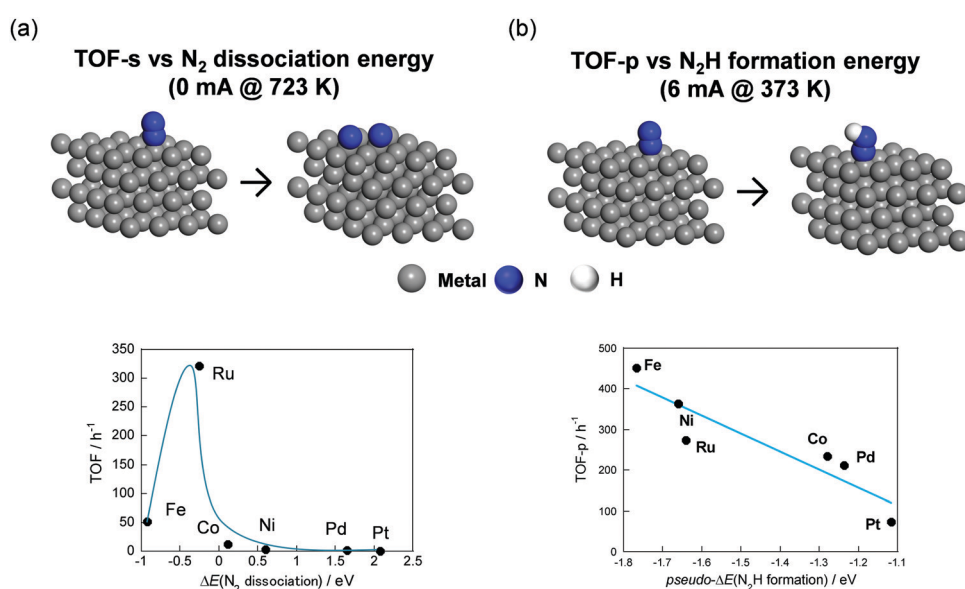 (a)
TOF-s vs N₂ dissociation energy
(0 mA @ 723 K)
(b)
TOF-p vs N₂H formation energy
(6 mA @ 373 K)
Metal N H
350
300
250
200
150
100
50
0
TOF / h⁻¹
Ru
Fe
Co
Ni
Pd
Pt
-1 -0.5 0 0.5 1 1.5 2 2.5
ΔE(N₂ dissociation) / eV
500
400
300
200
100
0
TOF-p / h⁻¹
Fe
Ni
Ru
Co
Pd
Pt
-1.8 -1.7 -1.6 -1.5 -1.4 -1.3 -1.2 -1.1
pseudo-ΔE(N₂H formation) / eV